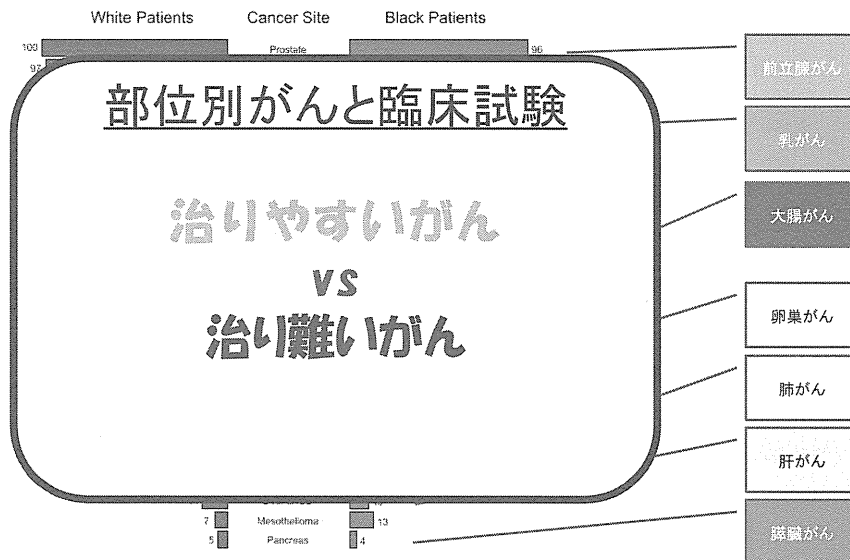 White Patients Cancer Site Black Patients
100 Prostate 96
97
部位別がんと臨床試験
治りやすいがん
vs
治り難いがん
前立腺がん
乳がん
大腸がん
卵巣がん
肺がん
肝がん
膵臓がん
7 Mesothelioma 13
5 Pancreas 4